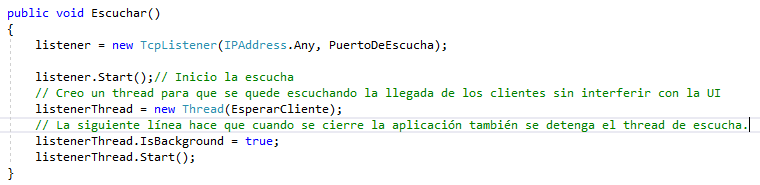 public void Escuchar()
{
listener = new TcpListener(IPAddress.Any, PuertoDeEscucha);
listener.Start();// Inicio la escucha
// Creo un thread para que se quede escuchando la llegada de los clientes sin interferir con la UI
listenerThread = new Thread(EsperarCliente);
// La siguiente línea hace que cuando se cierre la aplicación también se detenga el thread de escucha.
listenerThread.IsBackground = true;
listenerThread.Start();
}